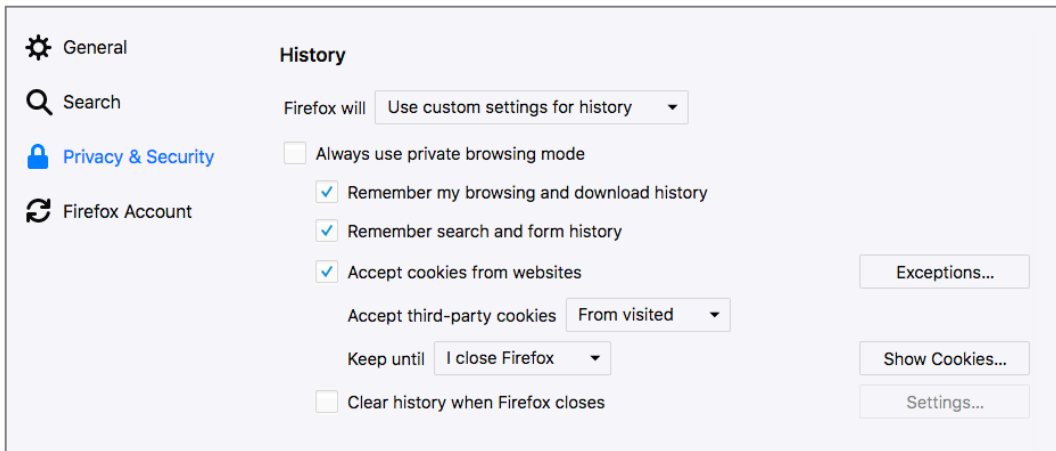 General
Search
Privacy & Security
Firefox Account
History
Firefox will Use custom settings for history
Always use private browsing mode
Remember my browsing and download history
Remember search and form history
Accept cookies from websites Exceptions...
Accept third-party cookies From visited
Keep until I close Firefox Show Cookies...
Clear history when Firefox closes Settings...